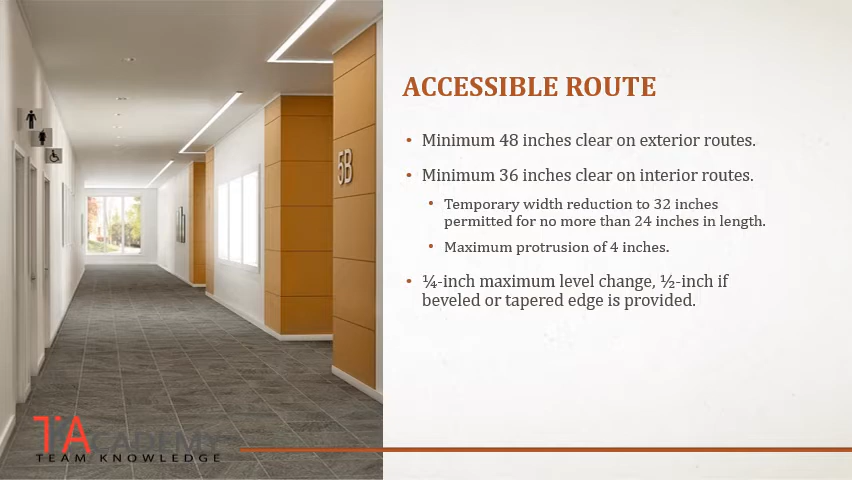 ACCESSIBLE ROUTE
• Minimum 48 inches clear on exterior routes.
• Minimum 36 inches clear on interior routes.
• Temporary width reduction to 32 inches
permitted for no more than 24 inches in length.
• Maximum protrusion of 4 inches.
• ¼-inch maximum level change, ½-inch if
beveled or tapered edge is provided.
5B
TKACADEMY
TEAM KNOWLEDGE